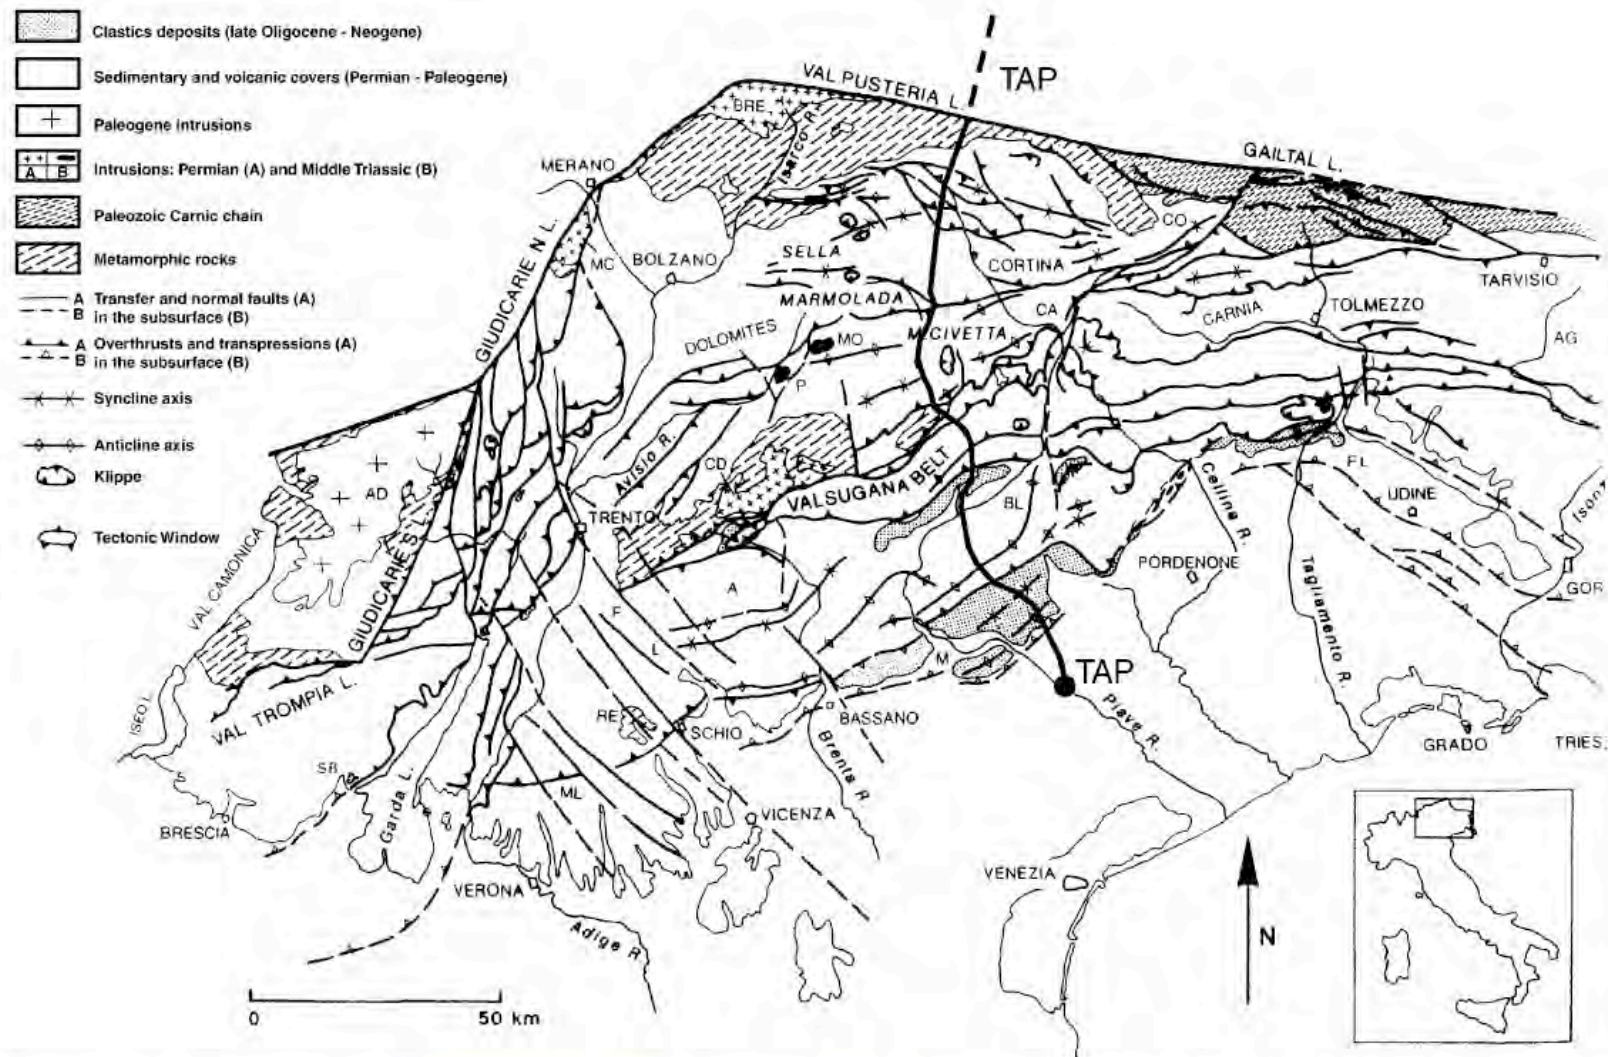 Clastics deposits (late Oligocene - Neogene)
Sedimentary and volcanic covers (Permian - Paleogene)
Paleogene intrusions
A B
Intrusions: Permian (A) and Middle Triassic (B)
Paleozoic Carnic chain
Metamorphic rocks
A Transfer and normal faults (A)
B in the subsurface (B)
A Overthrusts and transpressions (A)
B in the subsurface (B)
Syncline axis
Anticline axis
Klippe
Tectonic Window
TAP
VAL PUSTERIA L.
BRE
Isarco R.
GAILTAL L.
MERANO
CO
GIUDICARIE N L.
MC
BOLZANO
SELLA
CORTINA
TARVISIO
MARMOLADA
CA
CARNIA
TOLMEZZO
DOLOMITES
MO
M.CIVETTA
AG
P
Avisio R.
CD
VALSUGANA BELT
AD
BL
Cellina R.
FL
UDINE
TRENTO
VAL CAMONICA
GIUDICARIE S
A
PORDENONE
Tagliamento R.
GOR
F
L
M
TAP
ISEO L.
VAL TROMPIA L.
RE
SCHIO
BASSANO
Piave R.
GRADO
TRIES.
SB
Garda L.
ML
Brenta R.
BRESCIA
VICENZA
VERONA
VENEZIA
Adige R.
N
0 50 km